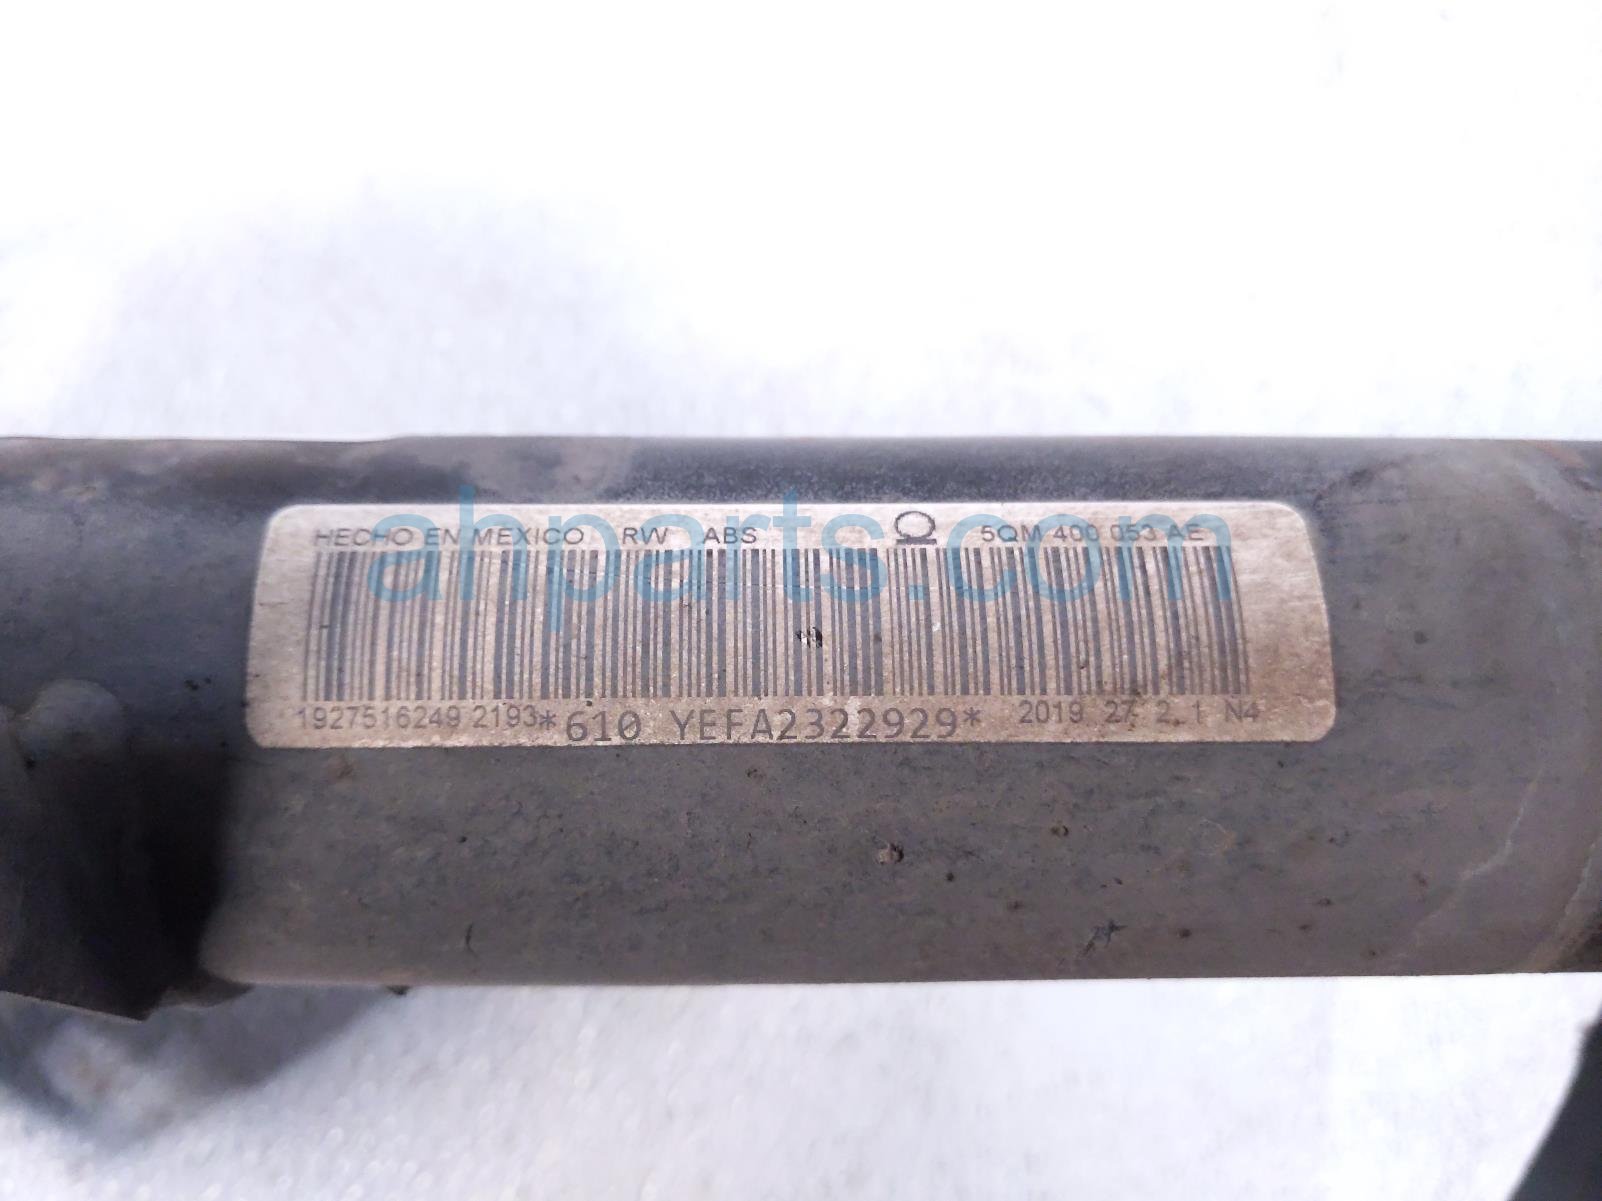 HECHO EN MEXICO RW ABS 5QM 400 053 AE
ahparts.com
1927516249 2193 *610 YEFA2322929* 2019 27 2 1 N4